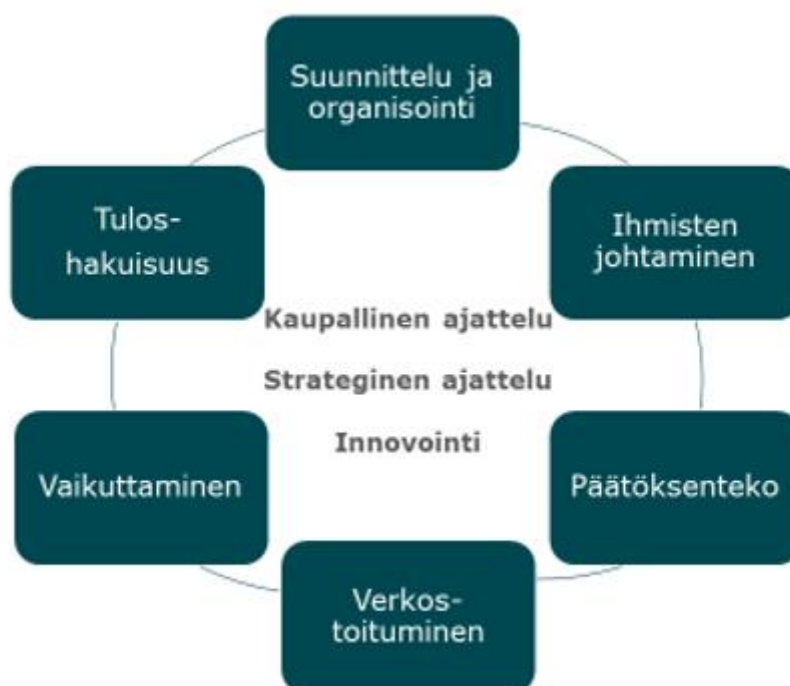 Suunnittelu ja
organisointi
Ihmisten
johtaminen
Päätöksenteko
Verkos-
toituminen
Vaikuttaminen
Tulos-
hakuisuus
Kaupallinen ajattelu
Strateginen ajattelu
Innovointi